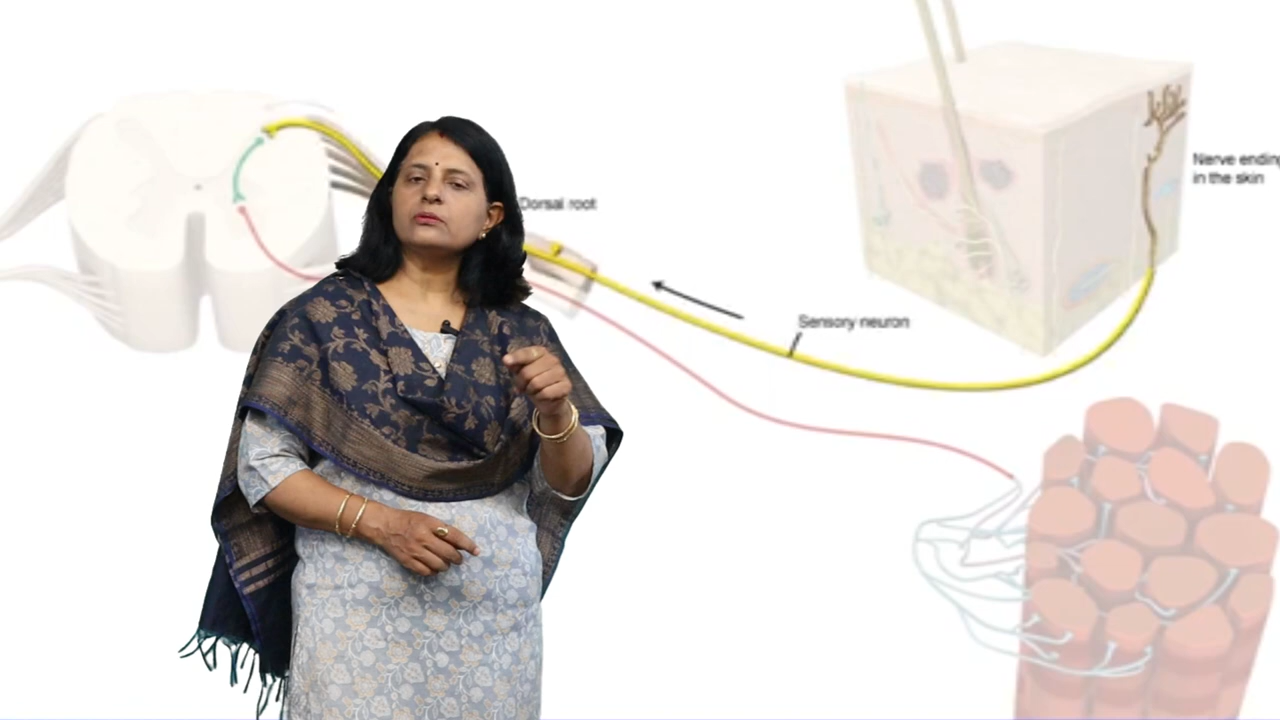 Dorsal root
Nerve ending
in the skin
Sensory neuron